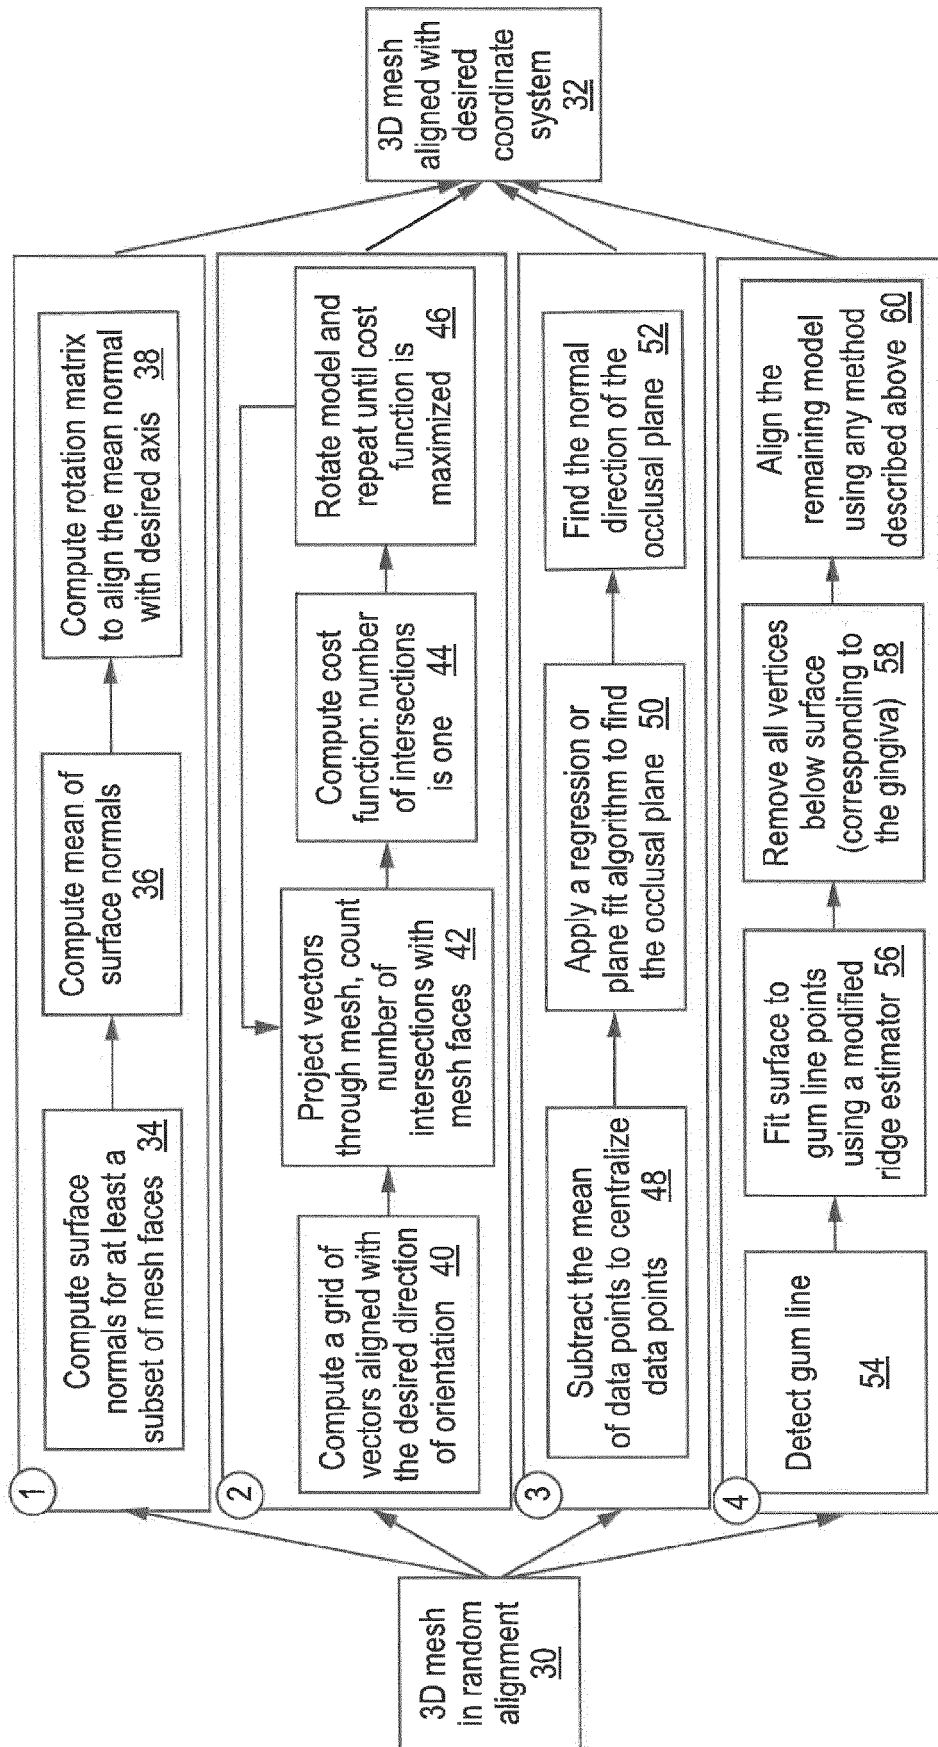 3D mesh
in random
alignment
30
1
Compute surface
normals for at least a
subset of mesh faces 34
Compute mean of
surface normals
36
Compute rotation matrix
to align the mean normal
with desired axis 38
2
Compute a grid of
vectors aligned with
the desired direction
of orientation 40
Project vectors
through mesh, count
number of
intersections with
mesh faces 42
Compute cost
function: number
of intersections
is one 44
Rotate model and
repeat until cost
function is
maximized 46
3
Subtract the mean
of data points to centralize
data points 48
Apply a regression or
plane fit algorithm to find
the occlusal plane 50
Find the normal
direction of the
occlusal plane 52
4
Detect gum line
54
Fit surface to
gum line points
using a modified
ridge estimator 56
Remove all vertices
below surface
(corresponding to
the gingiva) 58
Align the
remaining model
using any method
described above 60
3D mesh
aligned with
desired
coordinate
system
32